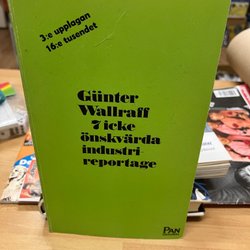 3:e upplagan
16:e tusendet
Günter
Wallraff
7 icke
önskvärda
industri
reportage
PAN